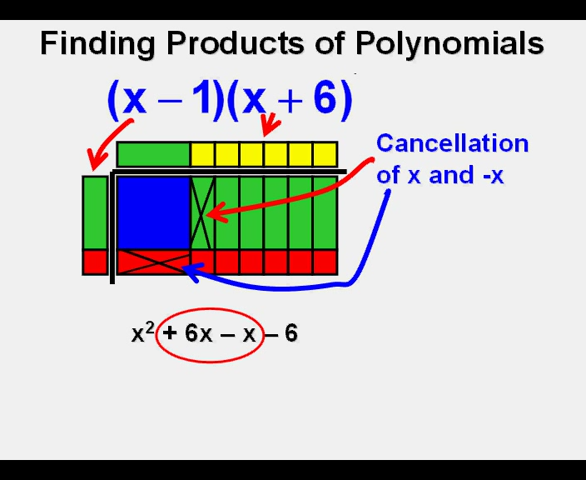 Finding Products of Polynomials
(x – 1)(x + 6)
Cancellation
of x and -x
x² + 6x – x – 6